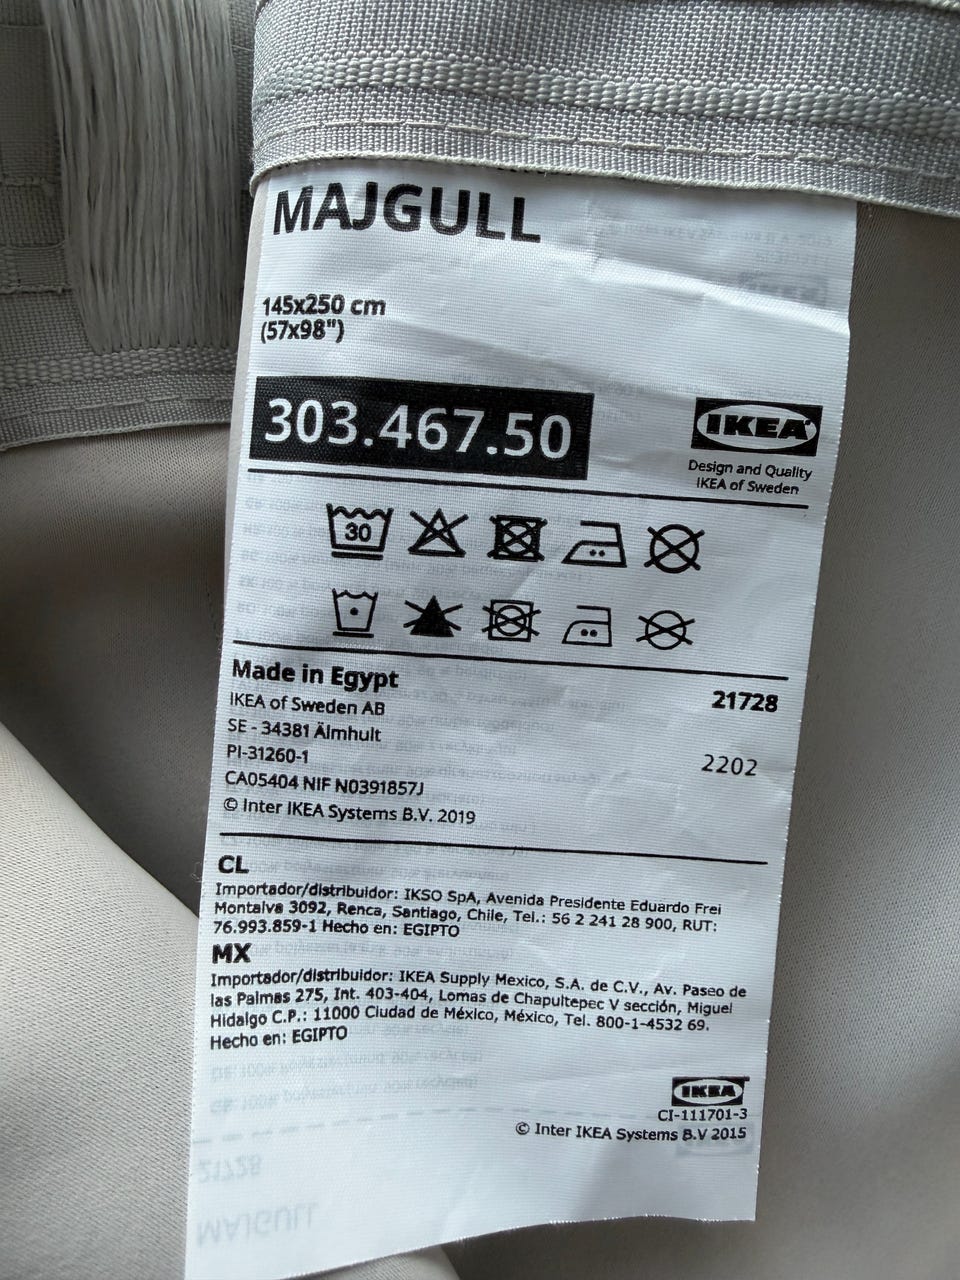 MAJGULL
145x250 cm
(57x98")
303.467.50
IKEA
Design and Quality
IKEA of Sweden
30
Made in Egypt
21728
IKEA of Sweden AB
SE - 34381 Älmhult
PI-31260-1
2202
CA05404 NIF N0391857J
© Inter IKEA Systems B.V. 2019
CL
Importador/distribuidor: IKSO SpA, Avenida Presidente Eduardo Frei
Montalva 3092, Renca, Santiago, Chile, Tel.: 56 2 241 28 900, RUT:
76.993.859-1 Hecho en: EGIPTO
MX
Importador/distribuidor: IKEA Supply Mexico, S.A. de C.V., Av. Paseo de
las Palmas 275, Int. 403-404, Lomas de Chapultepec V sección, Miguel
Hidalgo C.P.: 11000 Ciudad de México, México, Tel. 800-1-4532 69.
Hecho en: EGIPTO
IKEA
CI-111701-3
© Inter IKEA Systems B.V 2015
21728
MAJGULL